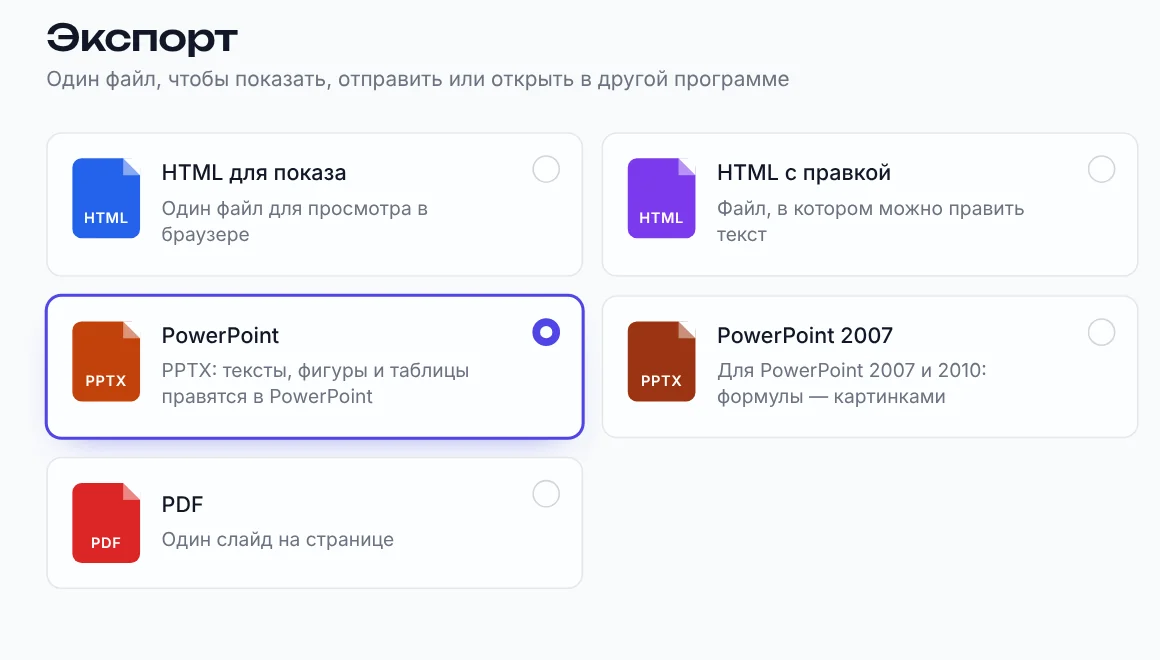 Экспорт
Один файл, чтобы показать, отправить или открыть в другой программе
HTML
HTML для показа
Один файл для просмотра в
браузере
HTML
HTML с правкой
Файл, в котором можно править
текст
PPTX
PowerPoint
PPTX: тексты, фигуры и таблицы
правятся в PowerPoint
PPTX
PowerPoint 2007
Для PowerPoint 2007 и 2010:
формулы — картинками
PDF
PDF
Один слайд на странице